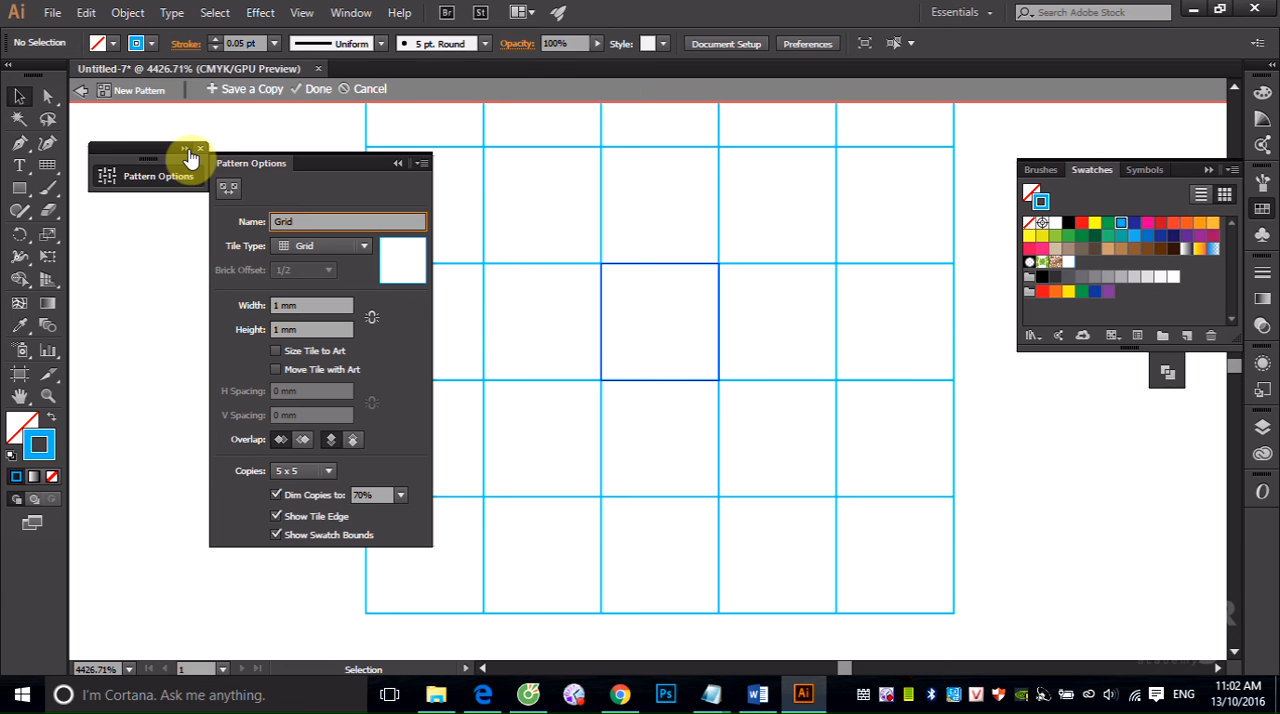 Ai File Edit Object Type Select Effect View Window Help Br St Essentials Search Adobe Stock
No Selection Stroke: 0.05 pt Uniform 5 pt. Round Opacity: 100% Style: Document Setup Preferences
Untitled-7* @ 4426.71% (CMYK/GPU Preview)
New Pattern + Save a Copy Done Cancel
Pattern Options
Pattern Options
Name: Grid
Tile Type: Grid
Brick Offset: 1/2
Width: 1 mm
Height: 1 mm
Size Tile to Art
Move Tile with Art
H Spacing: 0 mm
V Spacing: 0 mm
Overlap:
Copies: 5 x 5
Dim Copies to: 70%
Show Tile Edge
Show Swatch Bounds
Brushes Swatches Symbols
4426.71% 1 Selection
I'm Cortana. Ask me anything. Ps Ai ENG 11:02 AM
13/10/2016